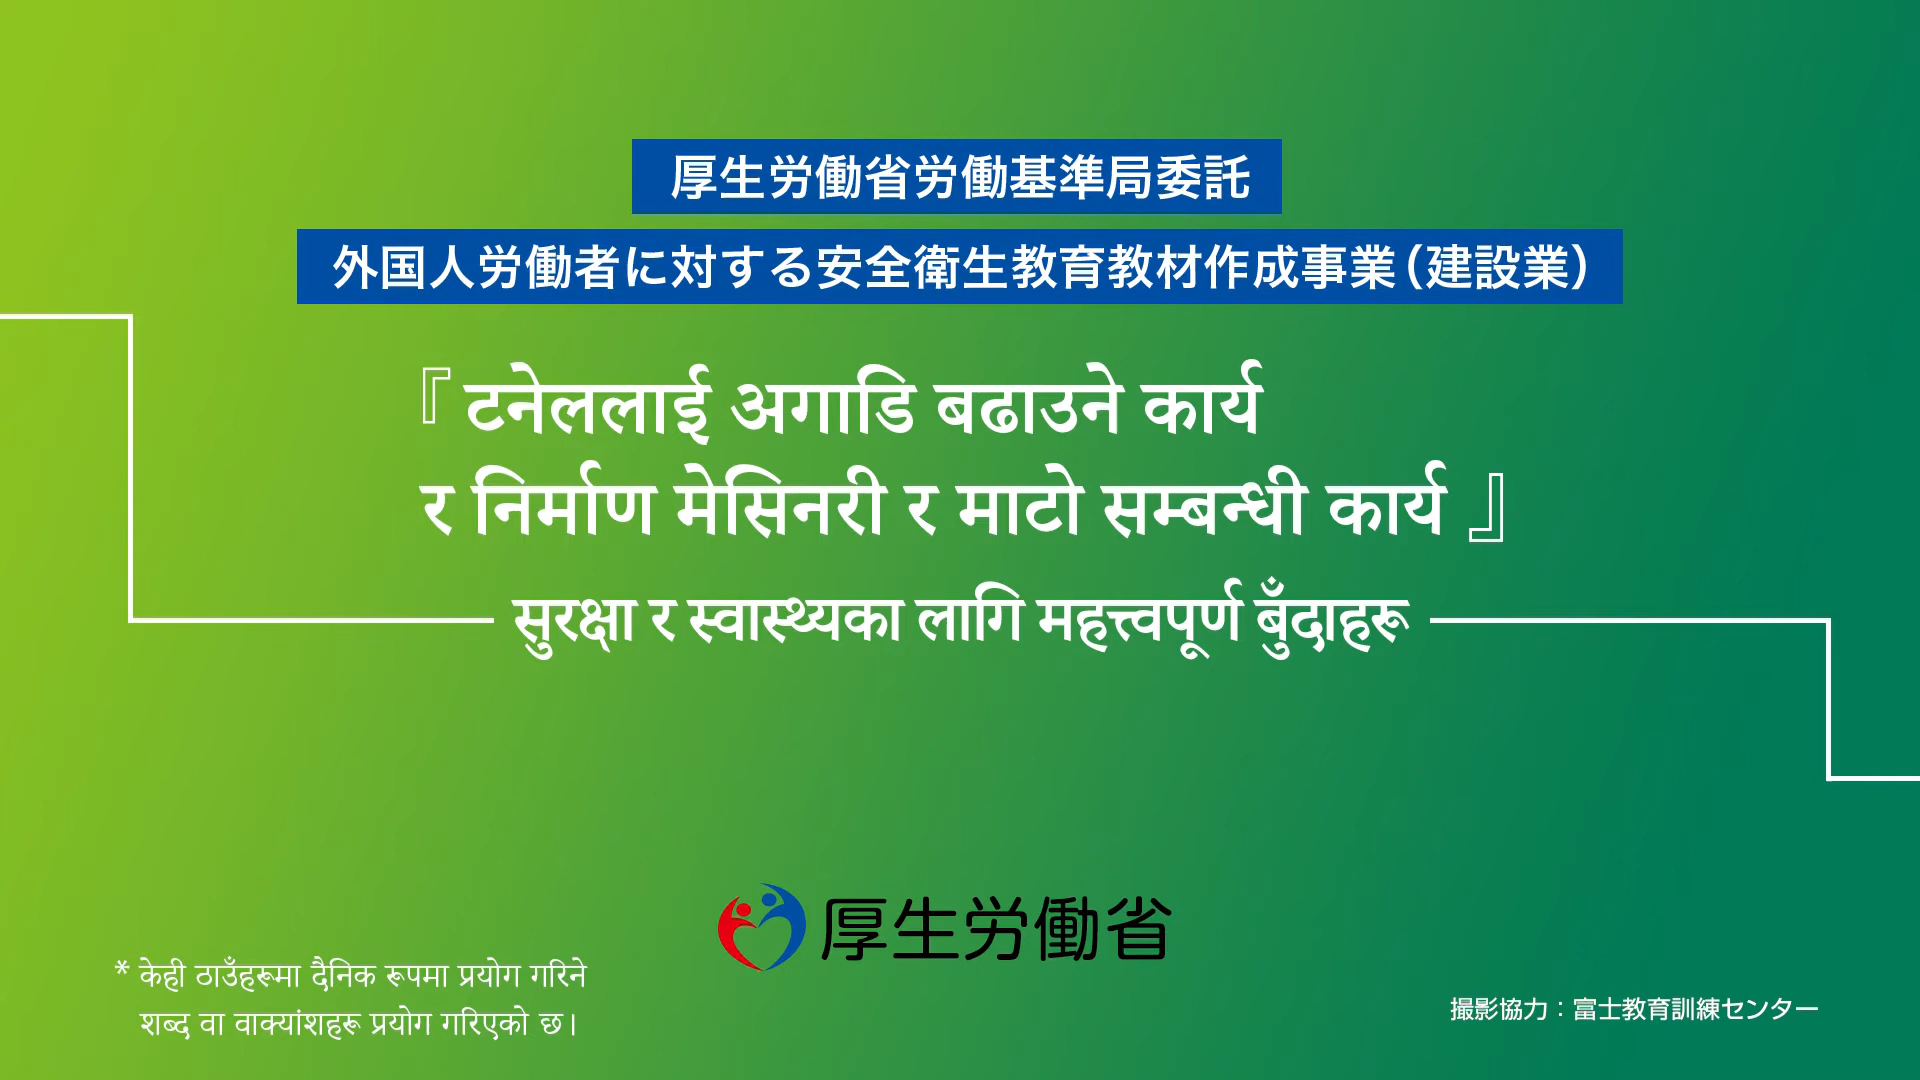 厚生労働省労働基準局委託
外国人労働者に対する安全衛生教育教材作成事業（建設業）
『 टनेललाई अगाडि बढाउने कार्य
र निर्माण मेसिनरी र माटो सम्बन्धी कार्य 』
सुरक्षा र स्वास्थ्यका लागि महत्त्वपूर्ण बुँदाहरू
厚生労働省
* केही ठाउँहरूमा दैनिक रूपमा प्रयोग गरिने
शब्द वा वाक्यांशहरू प्रयोग गरिएको छ।
撮影協力：富士教育訓練センター